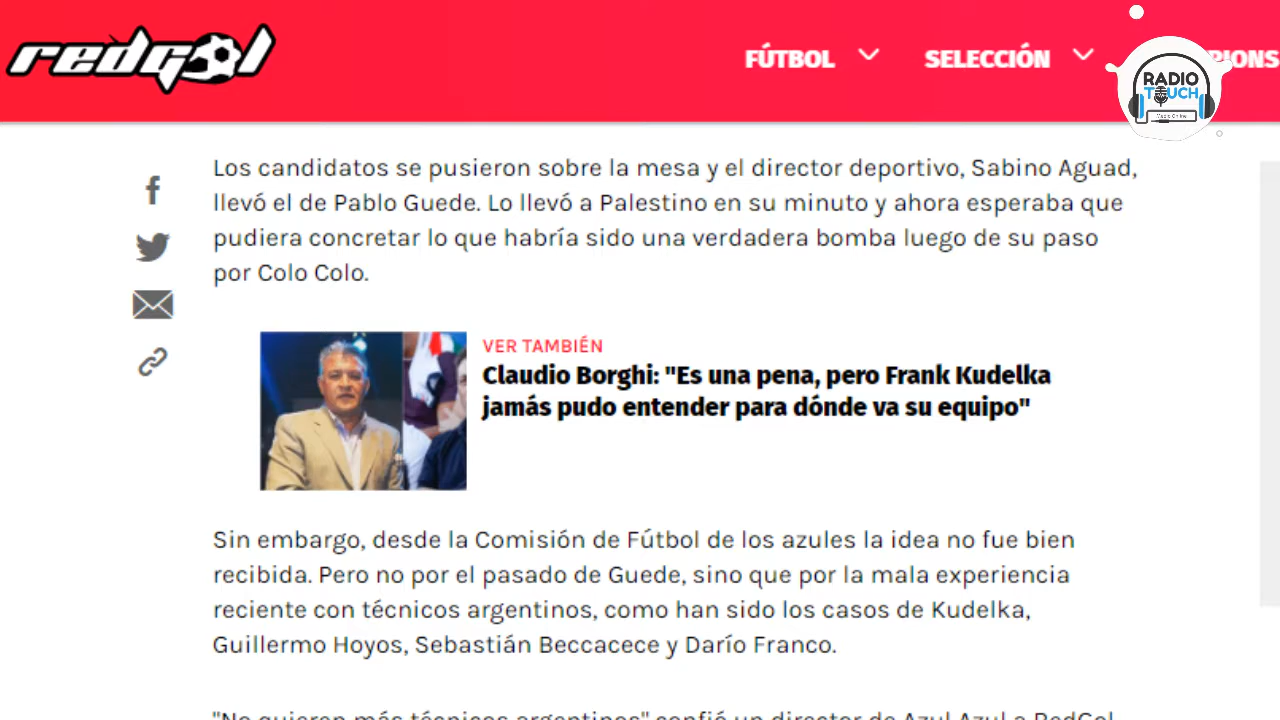 redgol
FÚTBOL
SELECCIÓN
PIONS
RADIO
TOUCH
Los candidatos se pusieron sobre la mesa y el director deportivo, Sabino Aguad,
llevó el de Pablo Guede. Lo llevó a Palestino en su minuto y ahora esperaba que
pudiera concretar lo que habría sido una verdadera bomba luego de su paso
por Colo Colo.
VER TAMBIÉN
Claudio Borghi: "Es una pena, pero Frank Kudelka
jamás pudo entender para dónde va su equipo"
Sin embargo, desde la Comisión de Fútbol de los azules la idea no fue bien
recibida. Pero no por el pasado de Guede, sino que por la mala experiencia
reciente con técnicos argentinos, como han sido los casos de Kudelka,
Guillermo Hoyos, Sebastián Beccacece y Darío Franco.
"No quieren más técnicos argentinos" confió un director de Azul Azul a RedGol